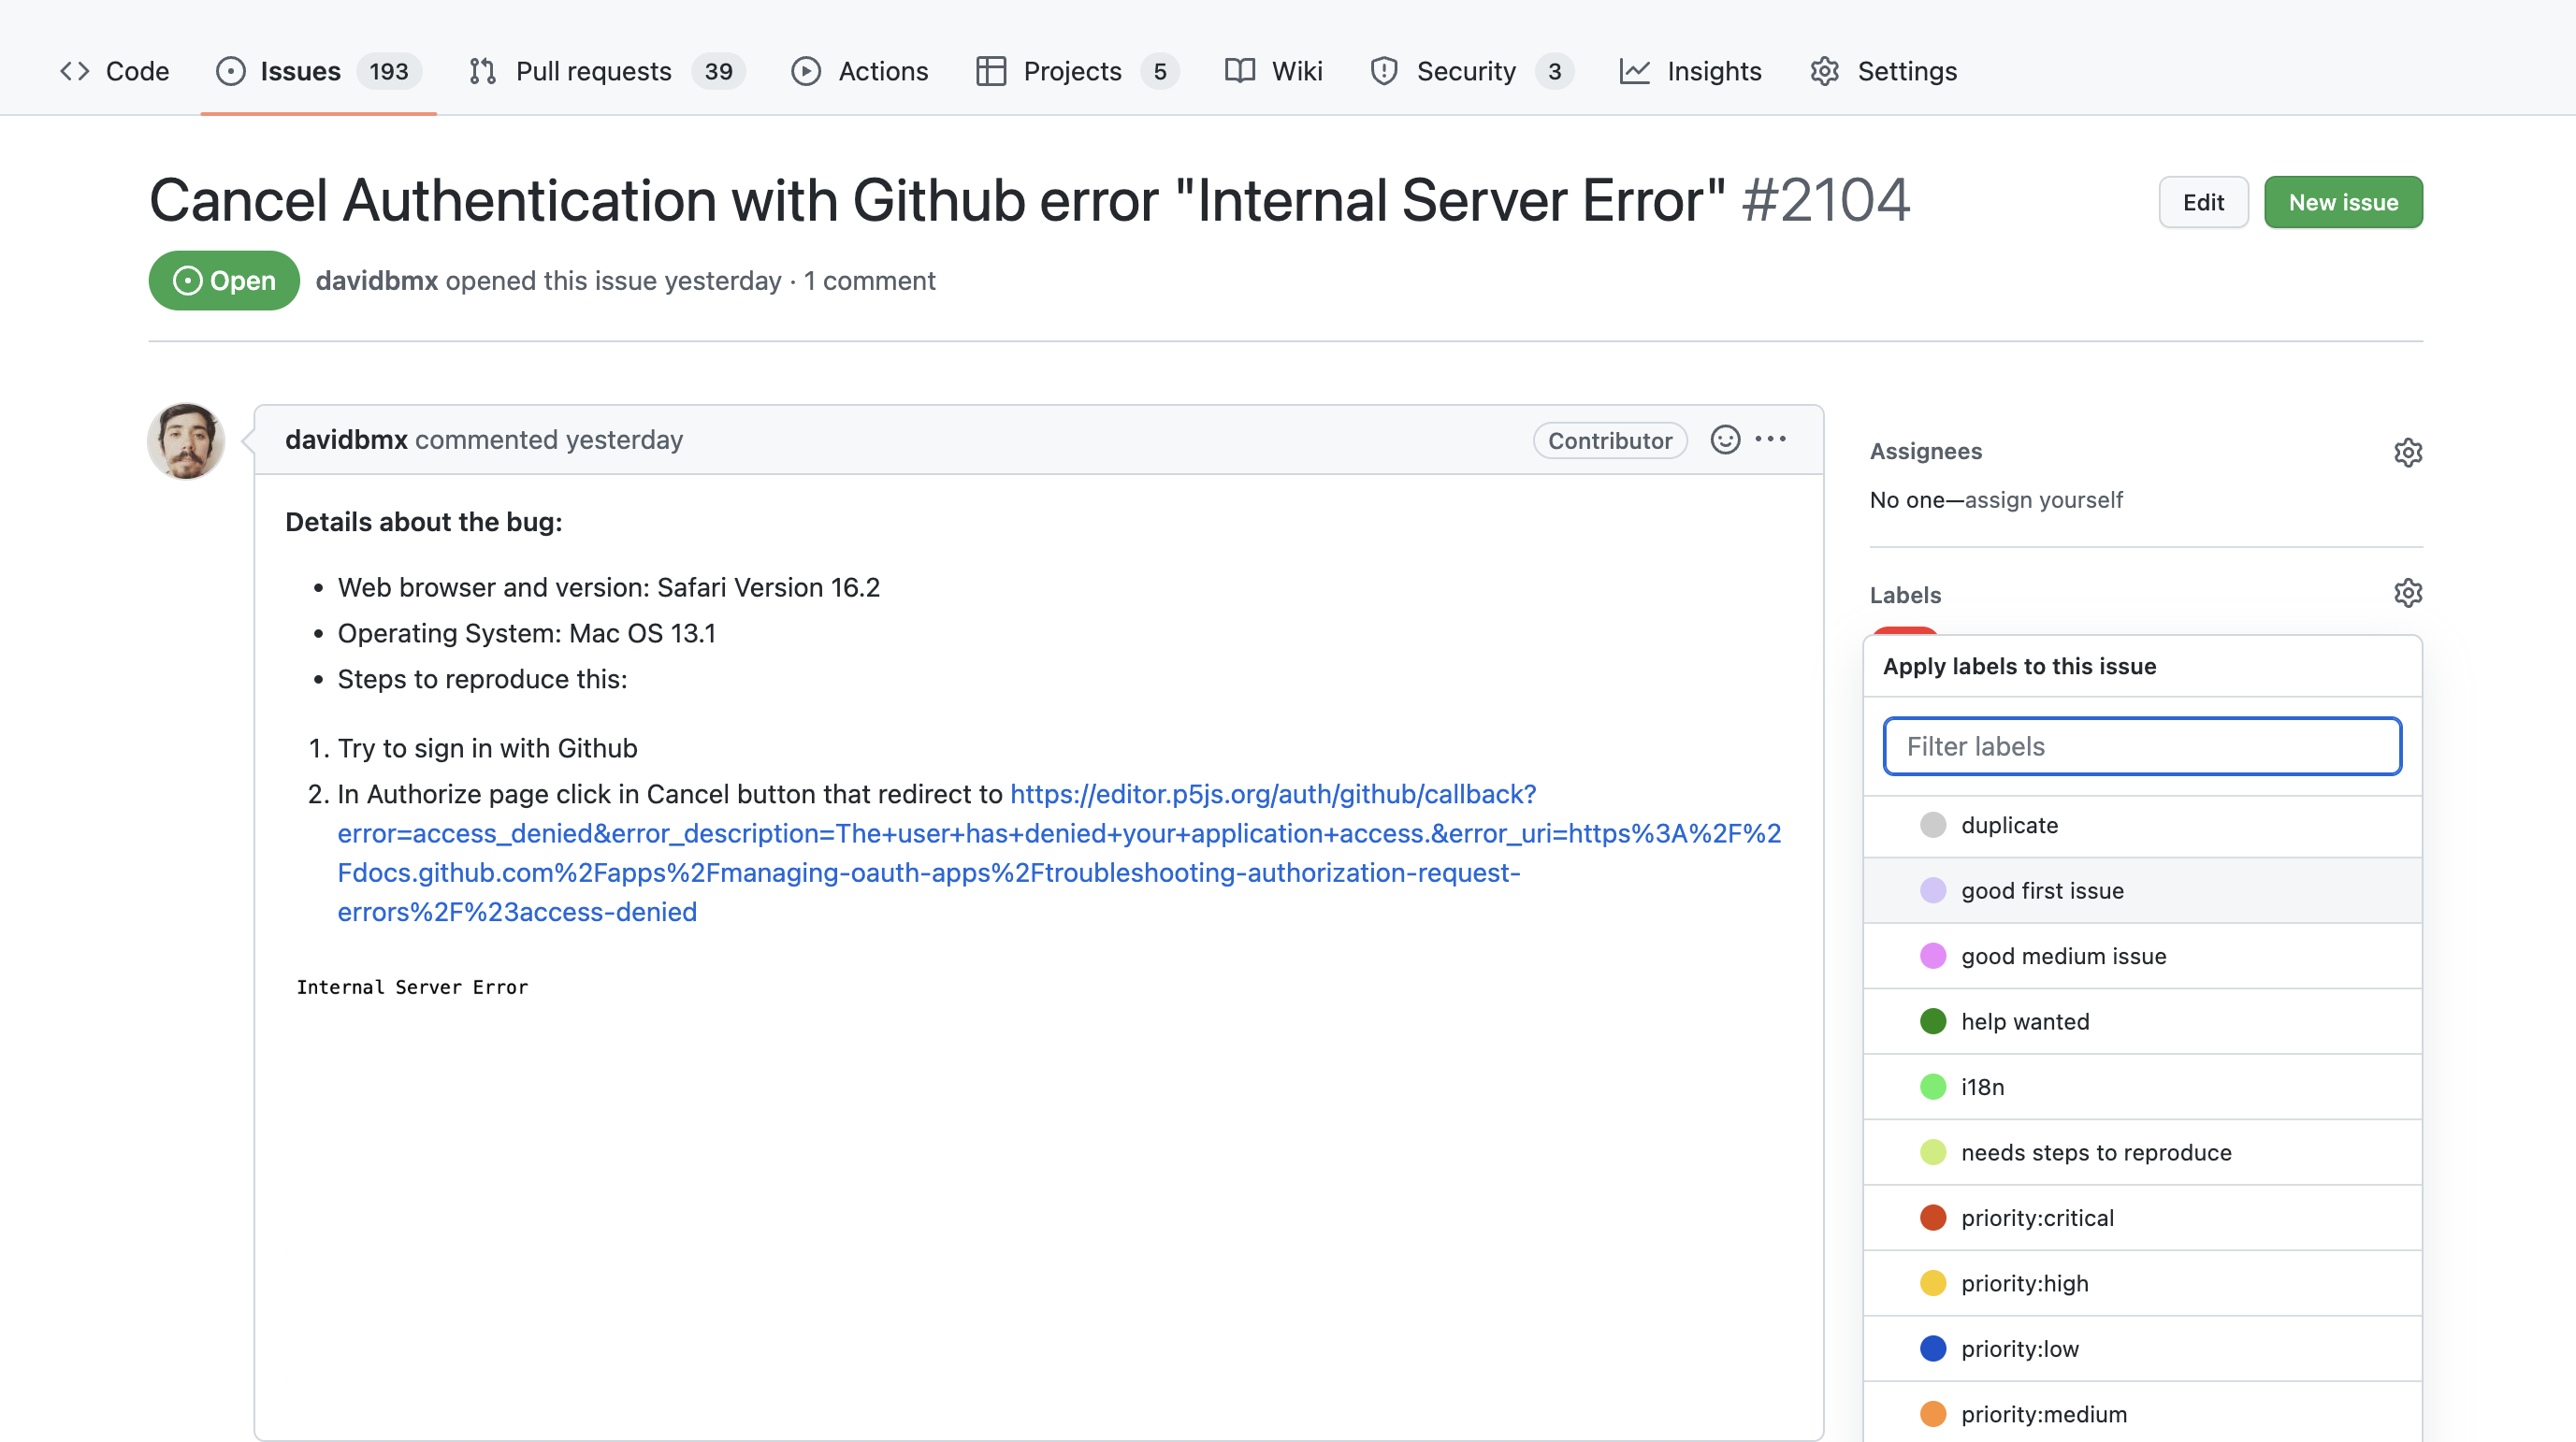 Code Issues 193 Pull requests 39 Actions Projects 5 Wiki Security 3 Insights Settings
Cancel Authentication with Github error "Internal Server Error" #2104
Edit New issue
Open davidbmx opened this issue yesterday · 1 comment
davidbmx commented yesterday Contributor
Details about the bug:
• Web browser and version: Safari Version 16.2
• Operating System: Mac OS 13.1
• Steps to reproduce this:
1. Try to sign in with Github
2. In Authorize page click in Cancel button that redirect to https://editor.p5js.org/auth/github/callback?
error=access_denied&error_description=The+user+has+denied+your+application+access.&error_uri=https%3A%2F%2
Fdocs.github.com%2Fapps%2Fmanaging-oauth-apps%2Ftroubleshooting-authorization-request-
errors%2F%23access-denied
Internal Server Error
Assignees
No one—assign yourself
Labels
Apply labels to this issue
Filter labels
duplicate
good first issue
good medium issue
help wanted
i18n
needs steps to reproduce
priority:critical
priority:high
priority:low
priority:medium